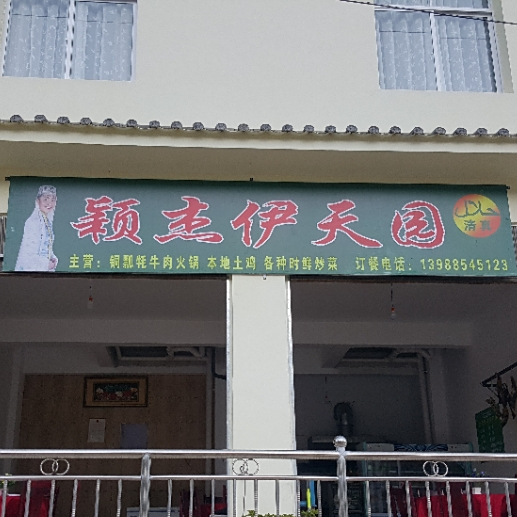 颖杰伊天园
حلال
清真
主营：铜瓢牦牛肉火锅 本地土鸡 各种时鲜炒菜 订餐电话：13988545123